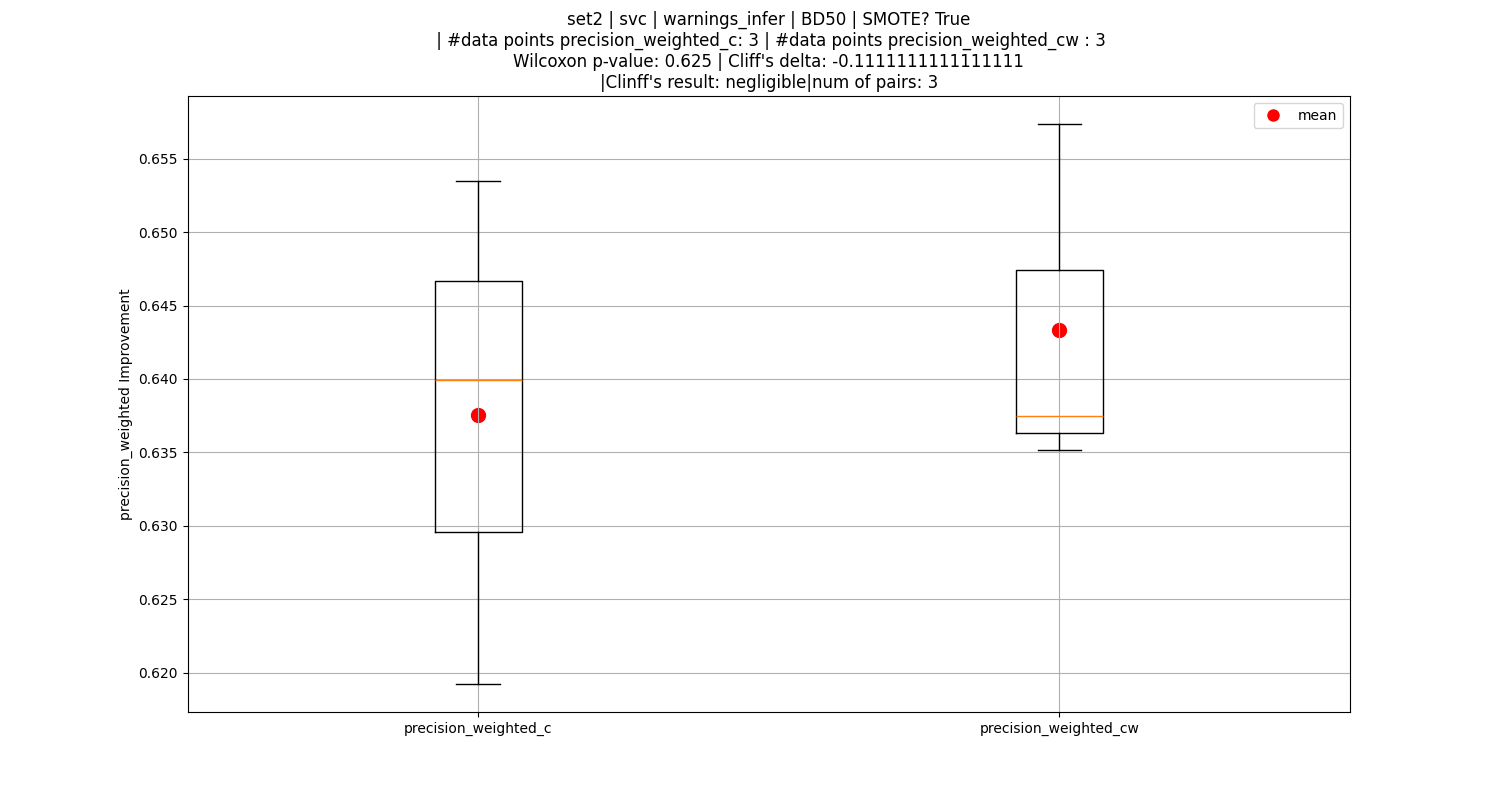 set2 | svc | warnings_infer | BD50 | SMOTE? True
| #data points precision_weighted_c: 3 | #data points precision_weighted_cw : 3
Wilcoxon p-value: 0.625 | Cliff's delta: -0.1111111111111111
|Clinff's result: negligible|num of pairs: 3
mean
precision_weighted Improvement
0.655
0.650
0.645
0.640
0.635
0.630
0.625
0.620
precision_weighted_c
precision_weighted_cw